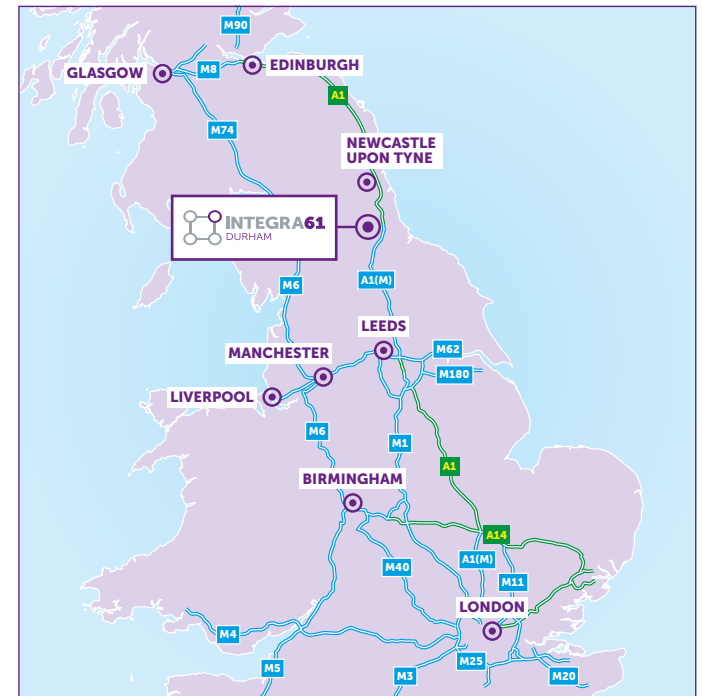 M90
GLASGOW
M8
EDINBURGH
A1
M74
NEWCASTLE
UPON TYNE
INTEGRA61
DURHAM
M6
A1(M)
LEEDS
MANCHESTER
M62
M180
LIVERPOOL
M6
M1
A1
BIRMINGHAM
A14
A1(M)
M40
M11
LONDON
M4
M25
M5
M3
M20